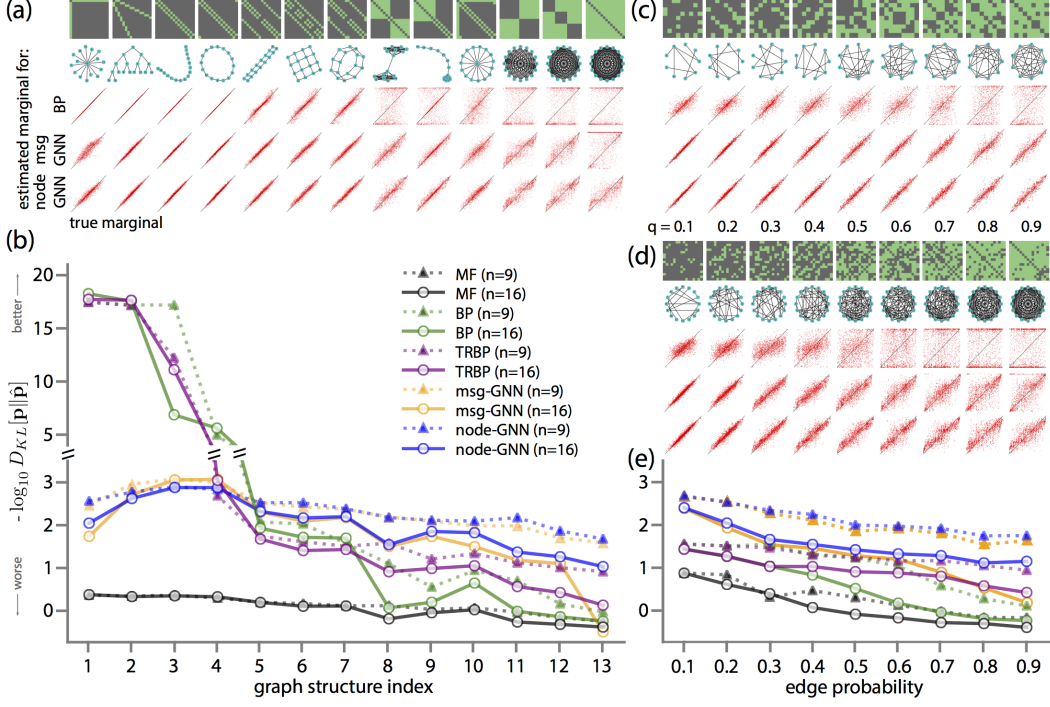 (a)
estimated marginal for:
BP
msg GNN
node GNN
true marginal
(c)
q = 0.1 0.2 0.3 0.4 0.5 0.6 0.7 0.8 0.9
(b)
better
worse
- log10 DKL[p||p̂]
20
15
10
5
3
2
1
0
MF (n=9)
MF (n=16)
BP (n=9)
BP (n=16)
TRBP (n=9)
TRBP (n=16)
msg-GNN (n=9)
msg-GNN (n=16)
node-GNN (n=9)
node-GNN (n=16)
1 2 3 4 5 6 7 8 9 10 11 12 13
graph structure index
(d)
(e)
3
2
1
0
0.1 0.2 0.3 0.4 0.5 0.6 0.7 0.8 0.9
edge probability